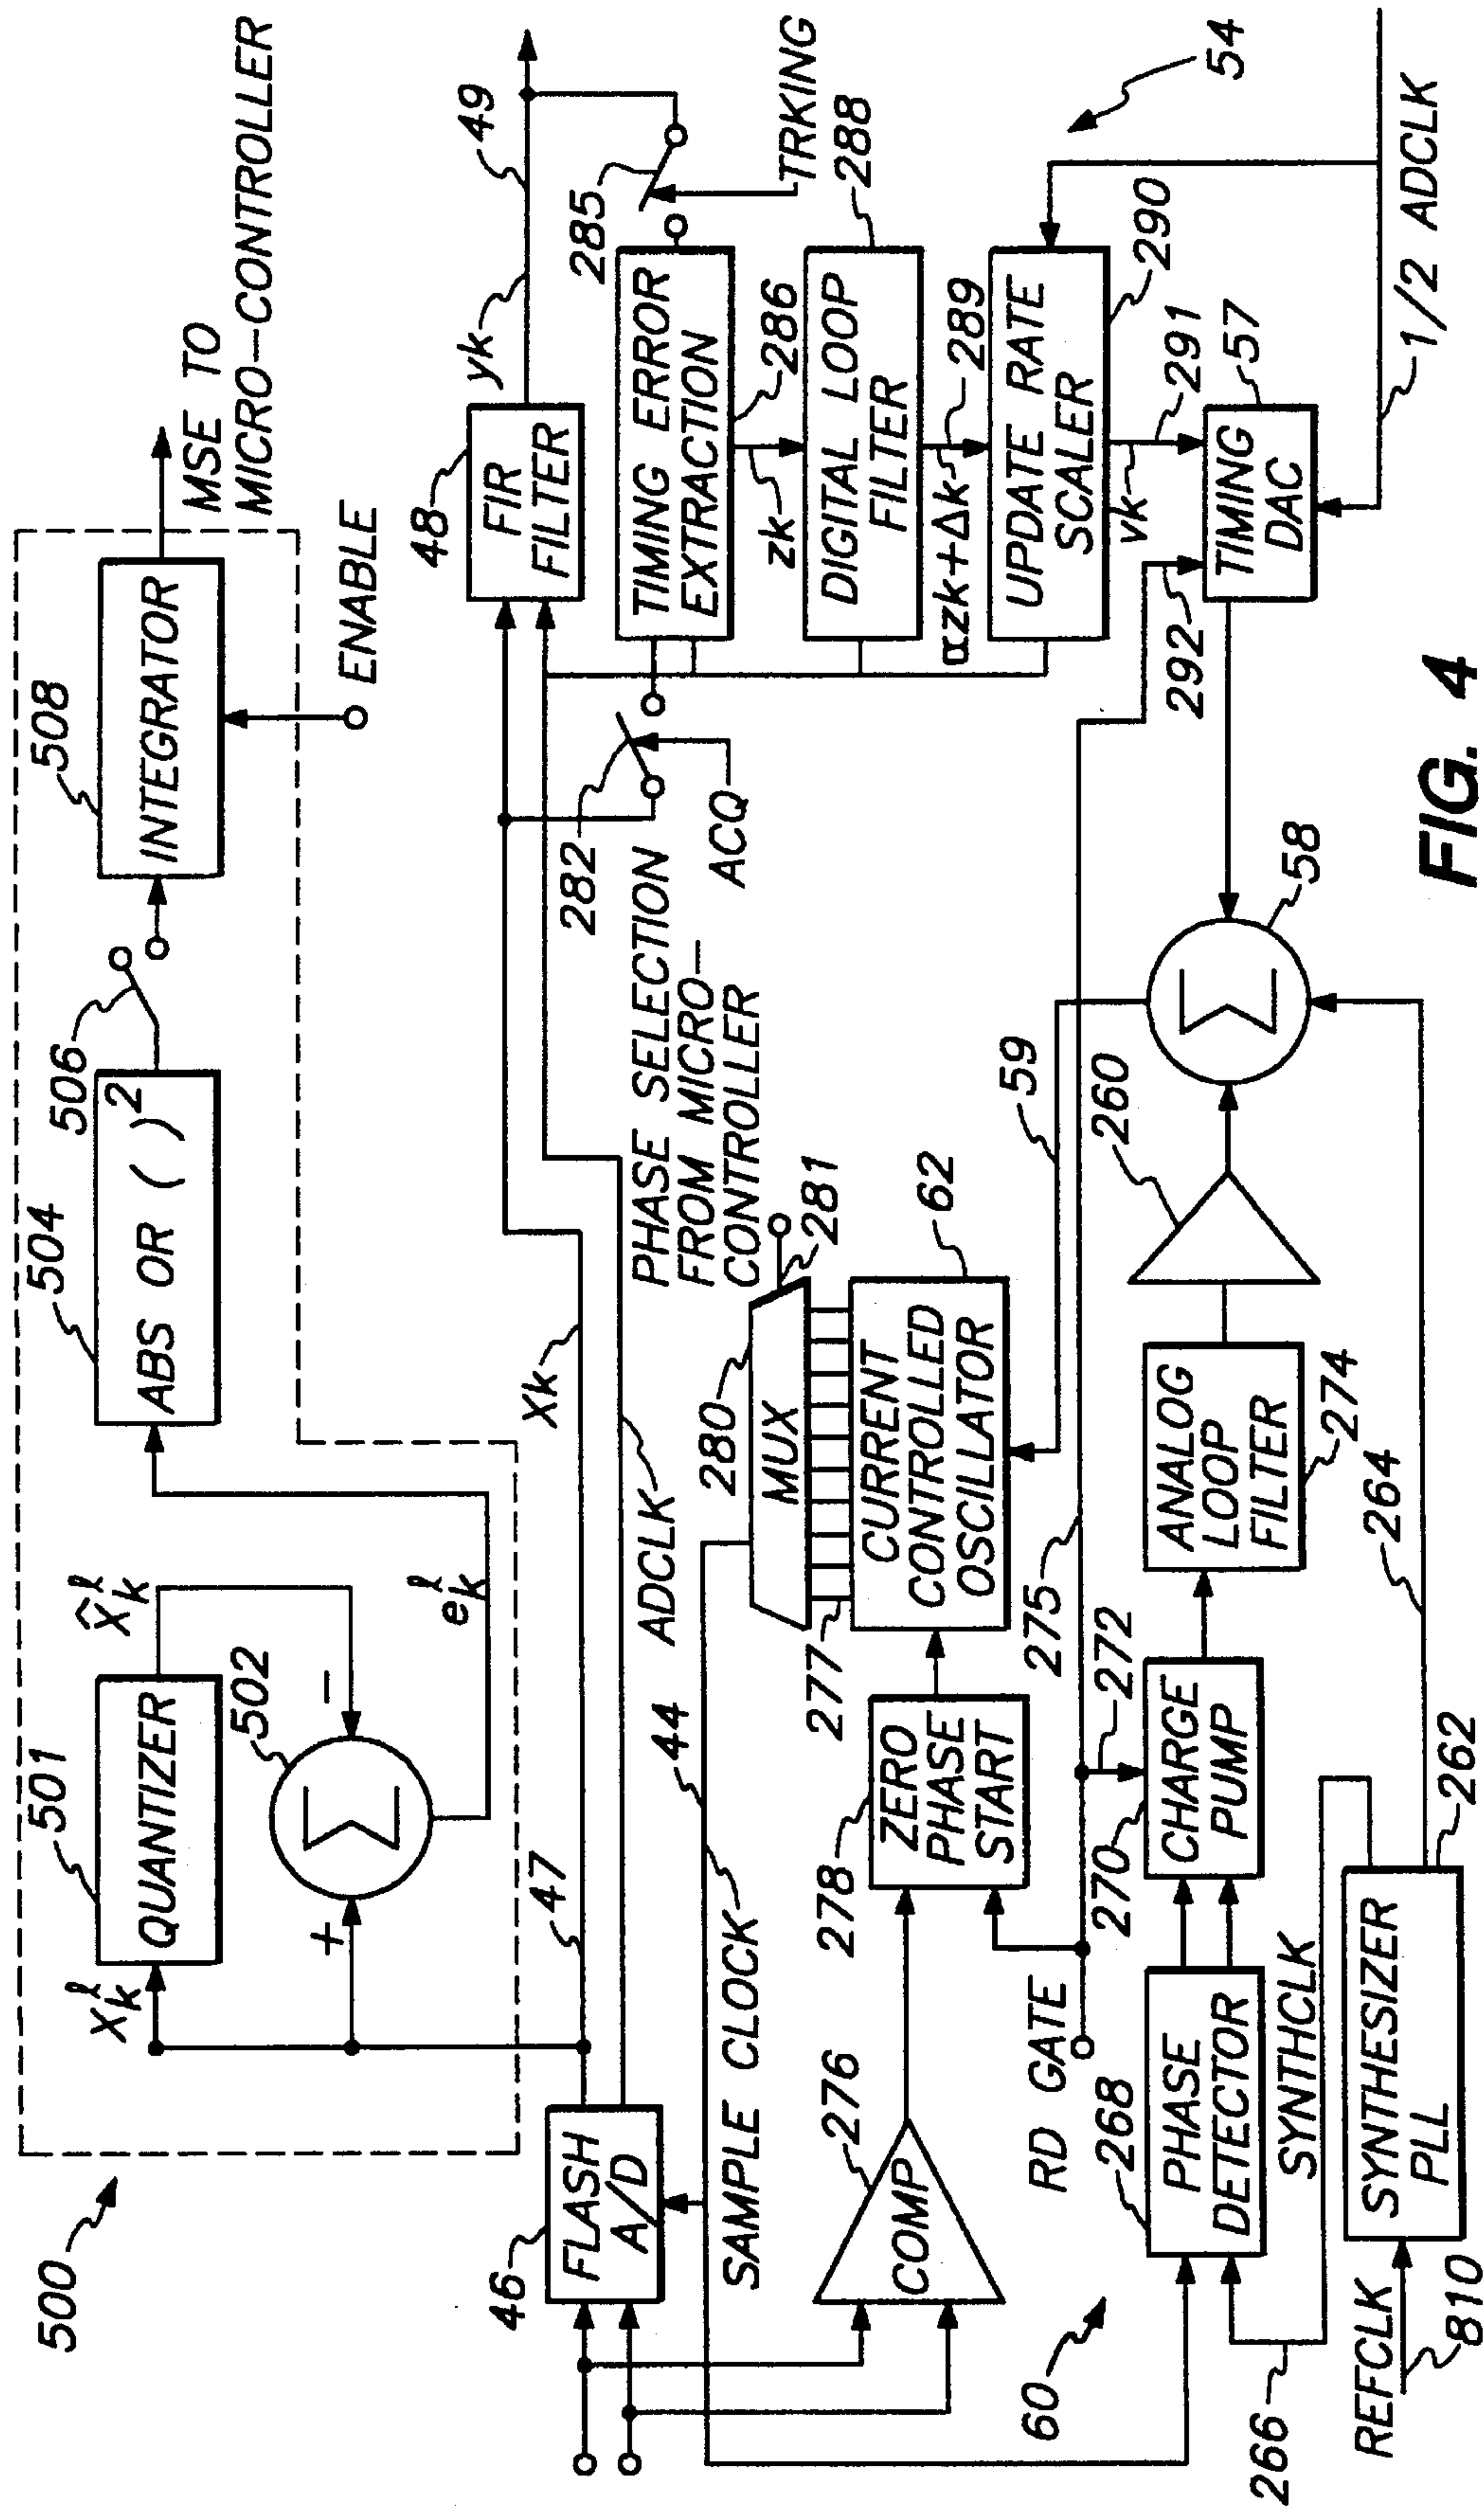 500
501
QUANTIZER
x̂kℓ
xkℓ
502
+
−
ekℓ
504
ABS OR ( )2
506
508
INTEGRATOR
MSE TO
MICRO–CONTROLLER
ENABLE
46
FLASH
A/D
47
xk
ADCLK
48
FIR
FILTER
yk
49
282
ACQ
285
TRKING
TIMING ERROR
EXTRACTION
zk
286
DIGITAL LOOP
FILTER
288
αzk+Δk
289
UPDATE RATE
SCALER
290
vk
291
292
TIMING
DAC
57
1/2 ADCLK
54
SAMPLE CLOCK
44
PHASE SELECTION
FROM MICRO–
CONTROLLER
280
MUX
281
277
CURRENT
CONTROLLED
OSCILLATOR
62
59
276
COMP
278
ZERO
PHASE
START
RD GATE
275
60
268
PHASE
DETECTOR
270
CHARGE
PUMP
272
ANALOG
LOOP
FILTER
274
260
58
Σ
Σ
266
SYNTHCLK
REFCLK
810
SYNTHESIZER
PLL
262
264
FIG. 4